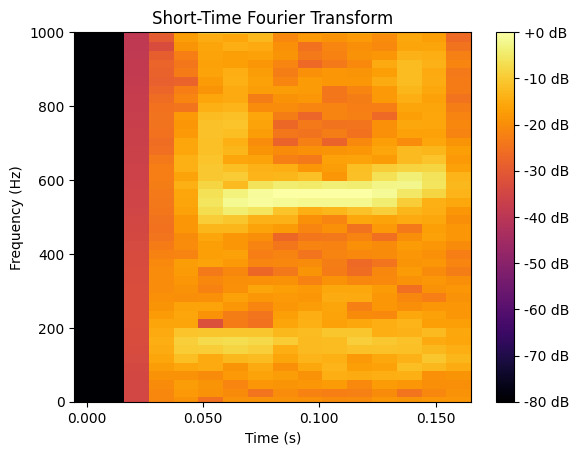 Short-Time Fourier Transform
Frequency (Hz)
1000
800
600
400
200
0
0.000
0.050
0.100
0.150
Time (s)
+0 dB
-10 dB
-20 dB
-30 dB
-40 dB
-50 dB
-60 dB
-70 dB
-80 dB